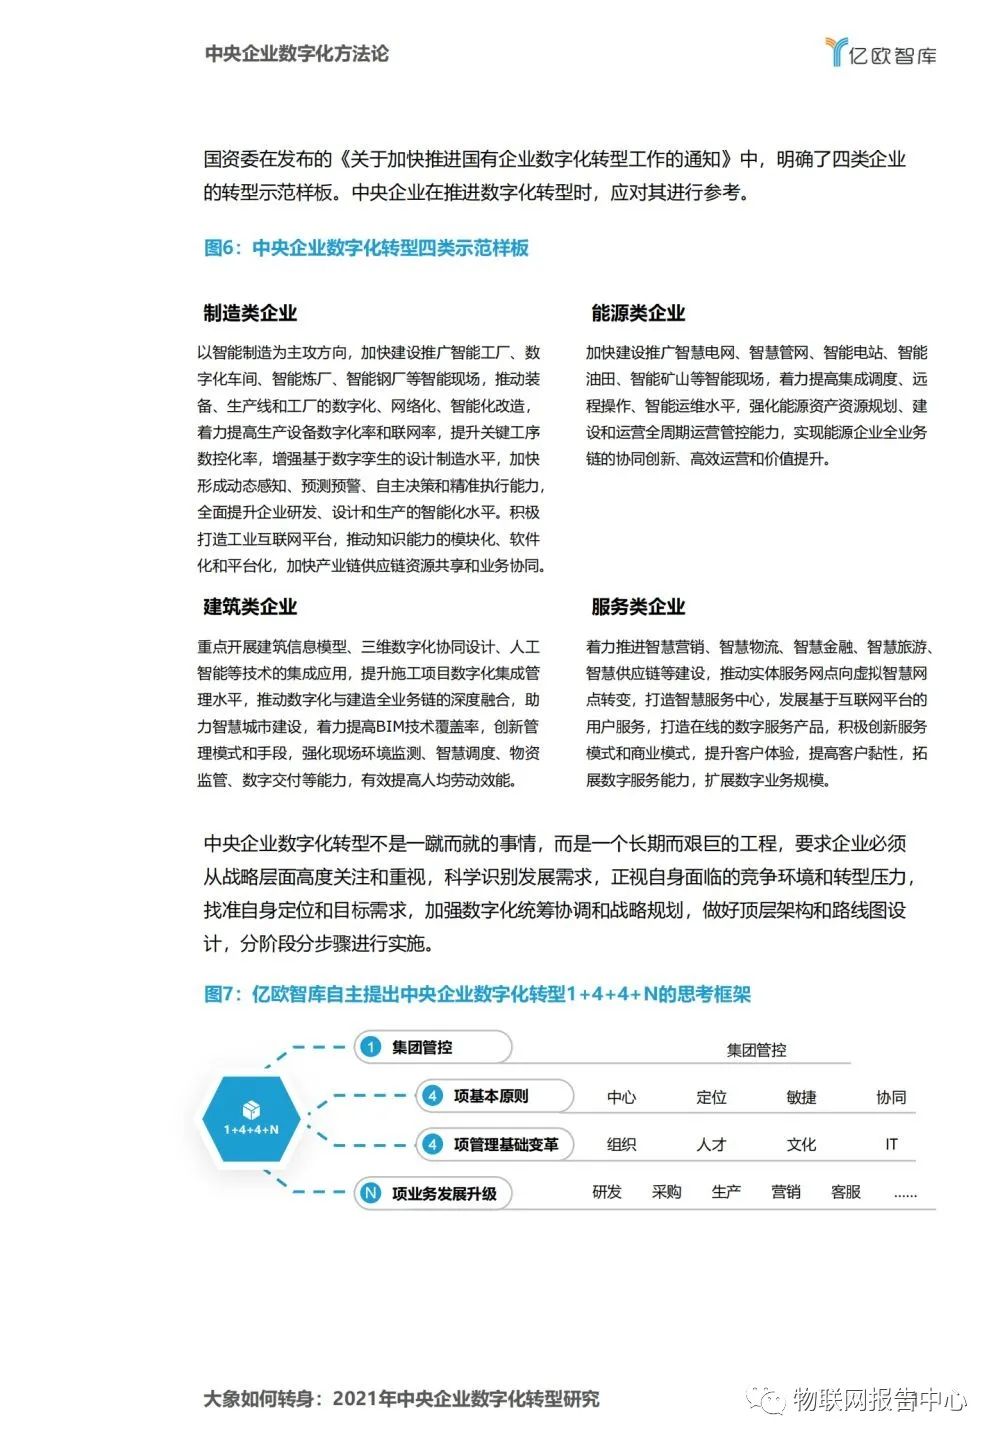 中央企业数字化方法论
亿欧智库
国资委在发布的《关于加快推进国有企业数字化转型工作的通知》中，明确了四类企业
的转型示范样板。中央企业在推进数字化转型时，应对其进行参考。
图6：中央企业数字化转型四类示范样板
制造类企业
以智能制造为主攻方向，加快建设推广智能工厂、数
字化车间、智能炼厂、智能钢厂等智能现场，推动装
备、生产线和工厂的数字化、网络化、智能化改造，
着力提高生产设备数字化率和联网率，提升关键工序
数控化率，增强基于数字孪生的设计制造水平，加快
形成动态感知、预测预警、自主决策和精准执行能力，
全面提升企业研发、设计和生产的智能化水平。积极
打造工业互联网平台，推动知识能力的模块化、软件
化和平台化，加快产业链供应链资源共享和业务协同。
能源类企业
加快建设推广智慧电网、智慧管网、智能电站、智能
油田、智能矿山等智能现场，着力提高集成调度、远
程操作、智能运维水平，强化能源资产资源规划、建
设和运营全周期运营管控能力，实现能源企业全业务
链的协同创新、高效运营和价值提升。
建筑类企业
重点开展建筑信息模型、三维数字化协同设计、人工
智能等技术的集成应用，提升施工项目数字化集成管
理水平，推动数字化与建造全业务链的深度融合，助
力智慧城市建设，着力提高BIM技术覆盖率，创新管
理模式和手段，强化现场环境监测、智慧调度、物资
监管、数字交付等能力，有效提高人均劳动效能。
服务类企业
着力推进智慧营销、智慧物流、智慧金融、智慧旅游、
智慧供应链等建设，推动实体服务网点向虚拟智慧网
点转变，打造智慧服务中心，发展基于互联网平台的
用户服务，打造在线的数字服务产品，积极创新服务
模式和商业模式，提升客户体验，提高客户黏性，拓
展数字服务能力，扩展数字业务规模。
中央企业数字化转型不是一蹴而就的事情，而是一个长期而艰巨的工程，要求企业必须
从战略层面高度关注和重视，科学识别发展需求，正视自身面临的竞争环境和转型压力，
找准自身定位和目标需求，加强数字化统筹协调和战略规划，做好顶层架构和路线图设
计，分阶段分步骤进行实施。
图7：亿欧智库自主提出中央企业数字化转型1+4+4+N的思考框架
1+4+4+N
1 集团管控 集团管控
4 项基本原则 中心 定位 敏捷 协同
4 项管理基础变革 组织 人才 文化 IT
N 项业务发展升级 研发 采购 生产 营销 客服 ......
大象如何转身：2021年中央企业数字化转型研究
物联网报告中心